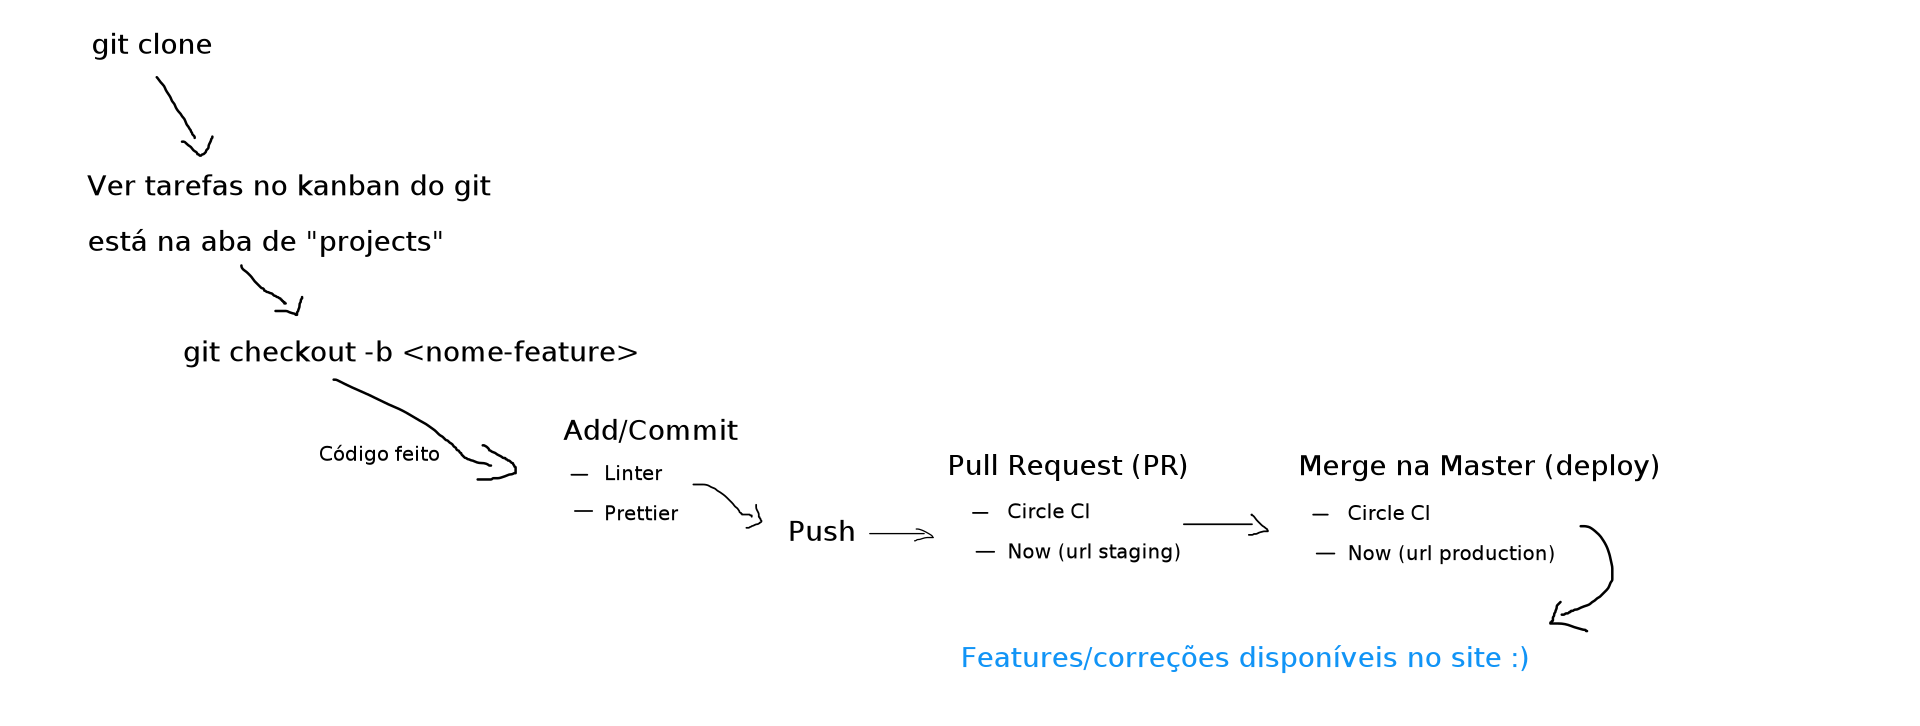 git clone
Ver tarefas no kanban do git
está na aba de "projects"
git checkout -b <nome-feature>
Código feito
Add/Commit
— Linter
— Prettier
Push
Pull Request (PR)
— Circle CI
— Now (url staging)
Merge na Master (deploy)
— Circle CI
— Now (url production)
Features/correções disponíveis no site :)